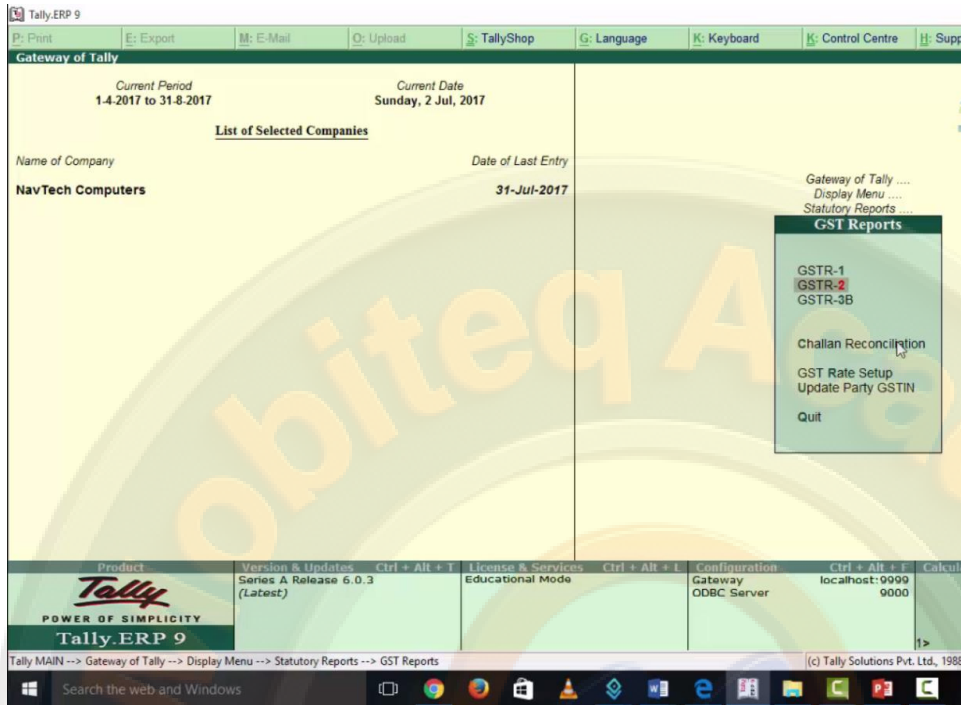 Tally.ERP 9
P: Print E: Export M: E-Mail O: Upload S: TallyShop G: Language K: Keyboard K: Control Centre H: Supp
Gateway of Tally
Current Period Current Date
1-4-2017 to 31-8-2017 Sunday, 2 Jul, 2017
List of Selected Companies
Name of Company Date of Last Entry
NavTech Computers 31-Jul-2017
Gateway of Tally ....
Display Menu ....
Statutory Reports ....
GST Reports
GSTR-1
GSTR-2
GSTR-3B
Challan Reconciliation
GST Rate Setup
Update Party GSTIN
Quit
obiteq Aca
Product Version & Updates Ctrl + Alt + T License & Services Ctrl + Alt + L Configuration Ctrl + Alt + F Calcul
Tally
POWER OF SIMPLICITY
Tally.ERP 9
Series A Release 6.0.3
(Latest)
Educational Mode
Gateway localhost:9999
ODBC Server 9000
1>
Tally MAIN --> Gateway of Tally --> Display Menu --> Statutory Reports --> GST Reports (c) Tally Solutions Pvt. Ltd., 1988
Search the web and Windows